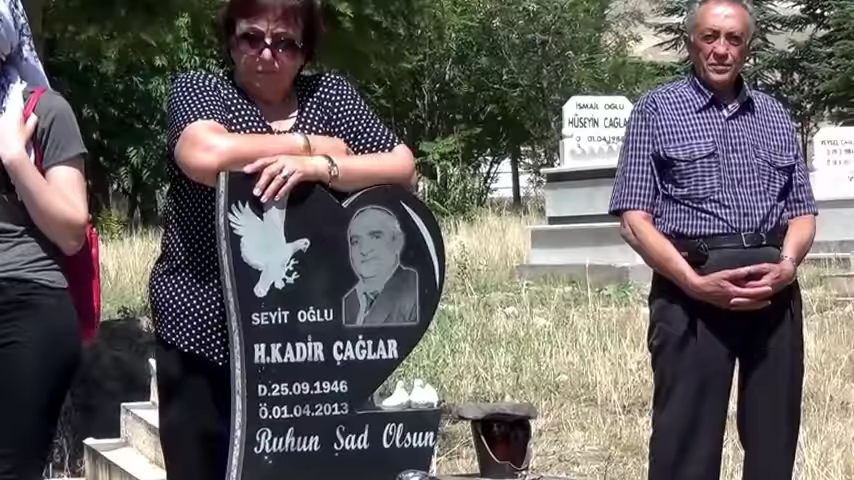 SEYİT OĞLU
H.KADİR ÇAĞLAR
D.25.09.1946
Ö.01.04.2013
Ruhun Şad Olsun
İSMAİL OĞLU
HÜSEYİN ÇAĞLAR